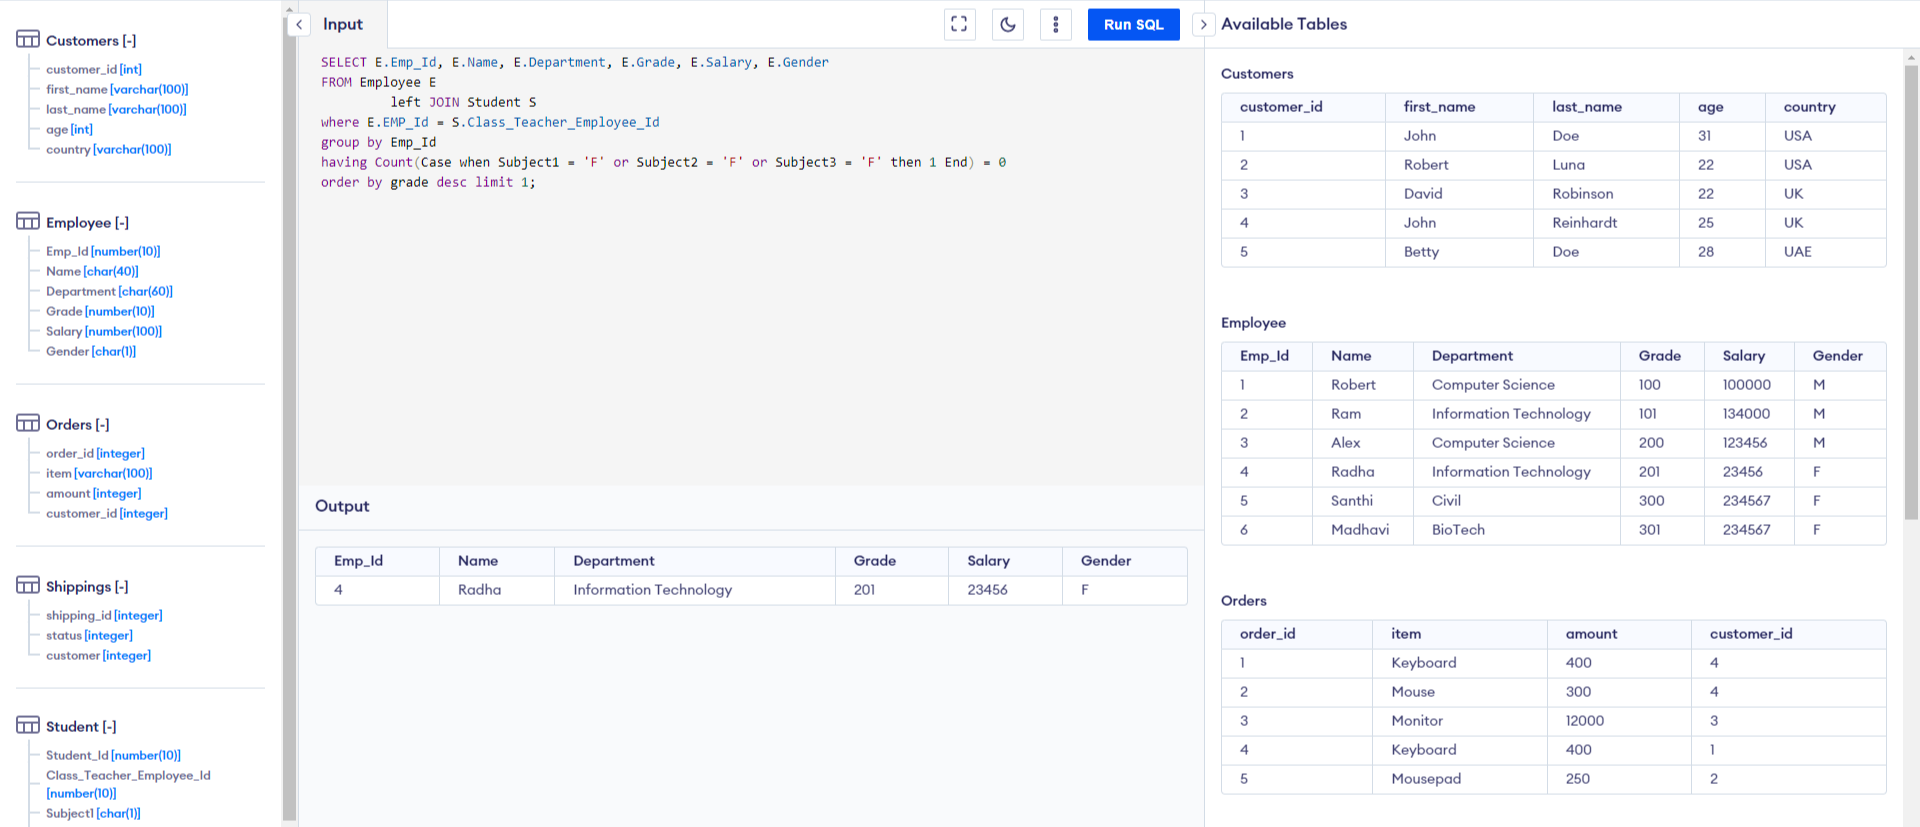 Customers [-]
customer_id [int]
first_name [varchar(100)]
last_name [varchar(100)]
age [int]
country [varchar(100)]
Employee [-]
Emp_Id [number(10)]
Name [char(40)]
Department [char(60)]
Grade [number(10)]
Salary [number(100)]
Gender [char(1)]
Orders [-]
order_id [integer]
item [varchar(100)]
amount [integer]
customer_id [integer]
Shippings [-]
shipping_id [integer]
status [integer]
customer [integer]
Student [-]
Student_Id [number(10)]
Class_Teacher_Employee_Id
[number(10)]
Subject1 [char(1)]
Input
Run SQL
SELECT E.Emp_Id, E.Name, E.Department, E.Grade, E.Salary, E.Gender
FROM Employee E
left JOIN Student S
where E.EMP_Id = S.Class_Teacher_Employee_Id
group by Emp_Id
having Count(Case when Subject1 = 'F' or Subject2 = 'F' or Subject3 = 'F' then 1 End) = 0
order by grade desc limit 1;
Output
Emp_Id Name Department Grade Salary Gender
4 Radha Information Technology 201 23456 F
Available Tables
Customers
customer_id first_name last_name age country
1 John Doe 31 USA
2 Robert Luna 22 USA
3 David Robinson 22 UK
4 John Reinhardt 25 UK
5 Betty Doe 28 UAE
Employee
Emp_Id Name Department Grade Salary Gender
1 Robert Computer Science 100 100000 M
2 Ram Information Technology 101 134000 M
3 Alex Computer Science 200 123456 M
4 Radha Information Technology 201 23456 F
5 Santhi Civil 300 234567 F
6 Madhavi BioTech 301 234567 F
Orders
order_id item amount customer_id
1 Keyboard 400 4
2 Mouse 300 4
3 Monitor 12000 3
4 Keyboard 400 1
5 Mousepad 250 2